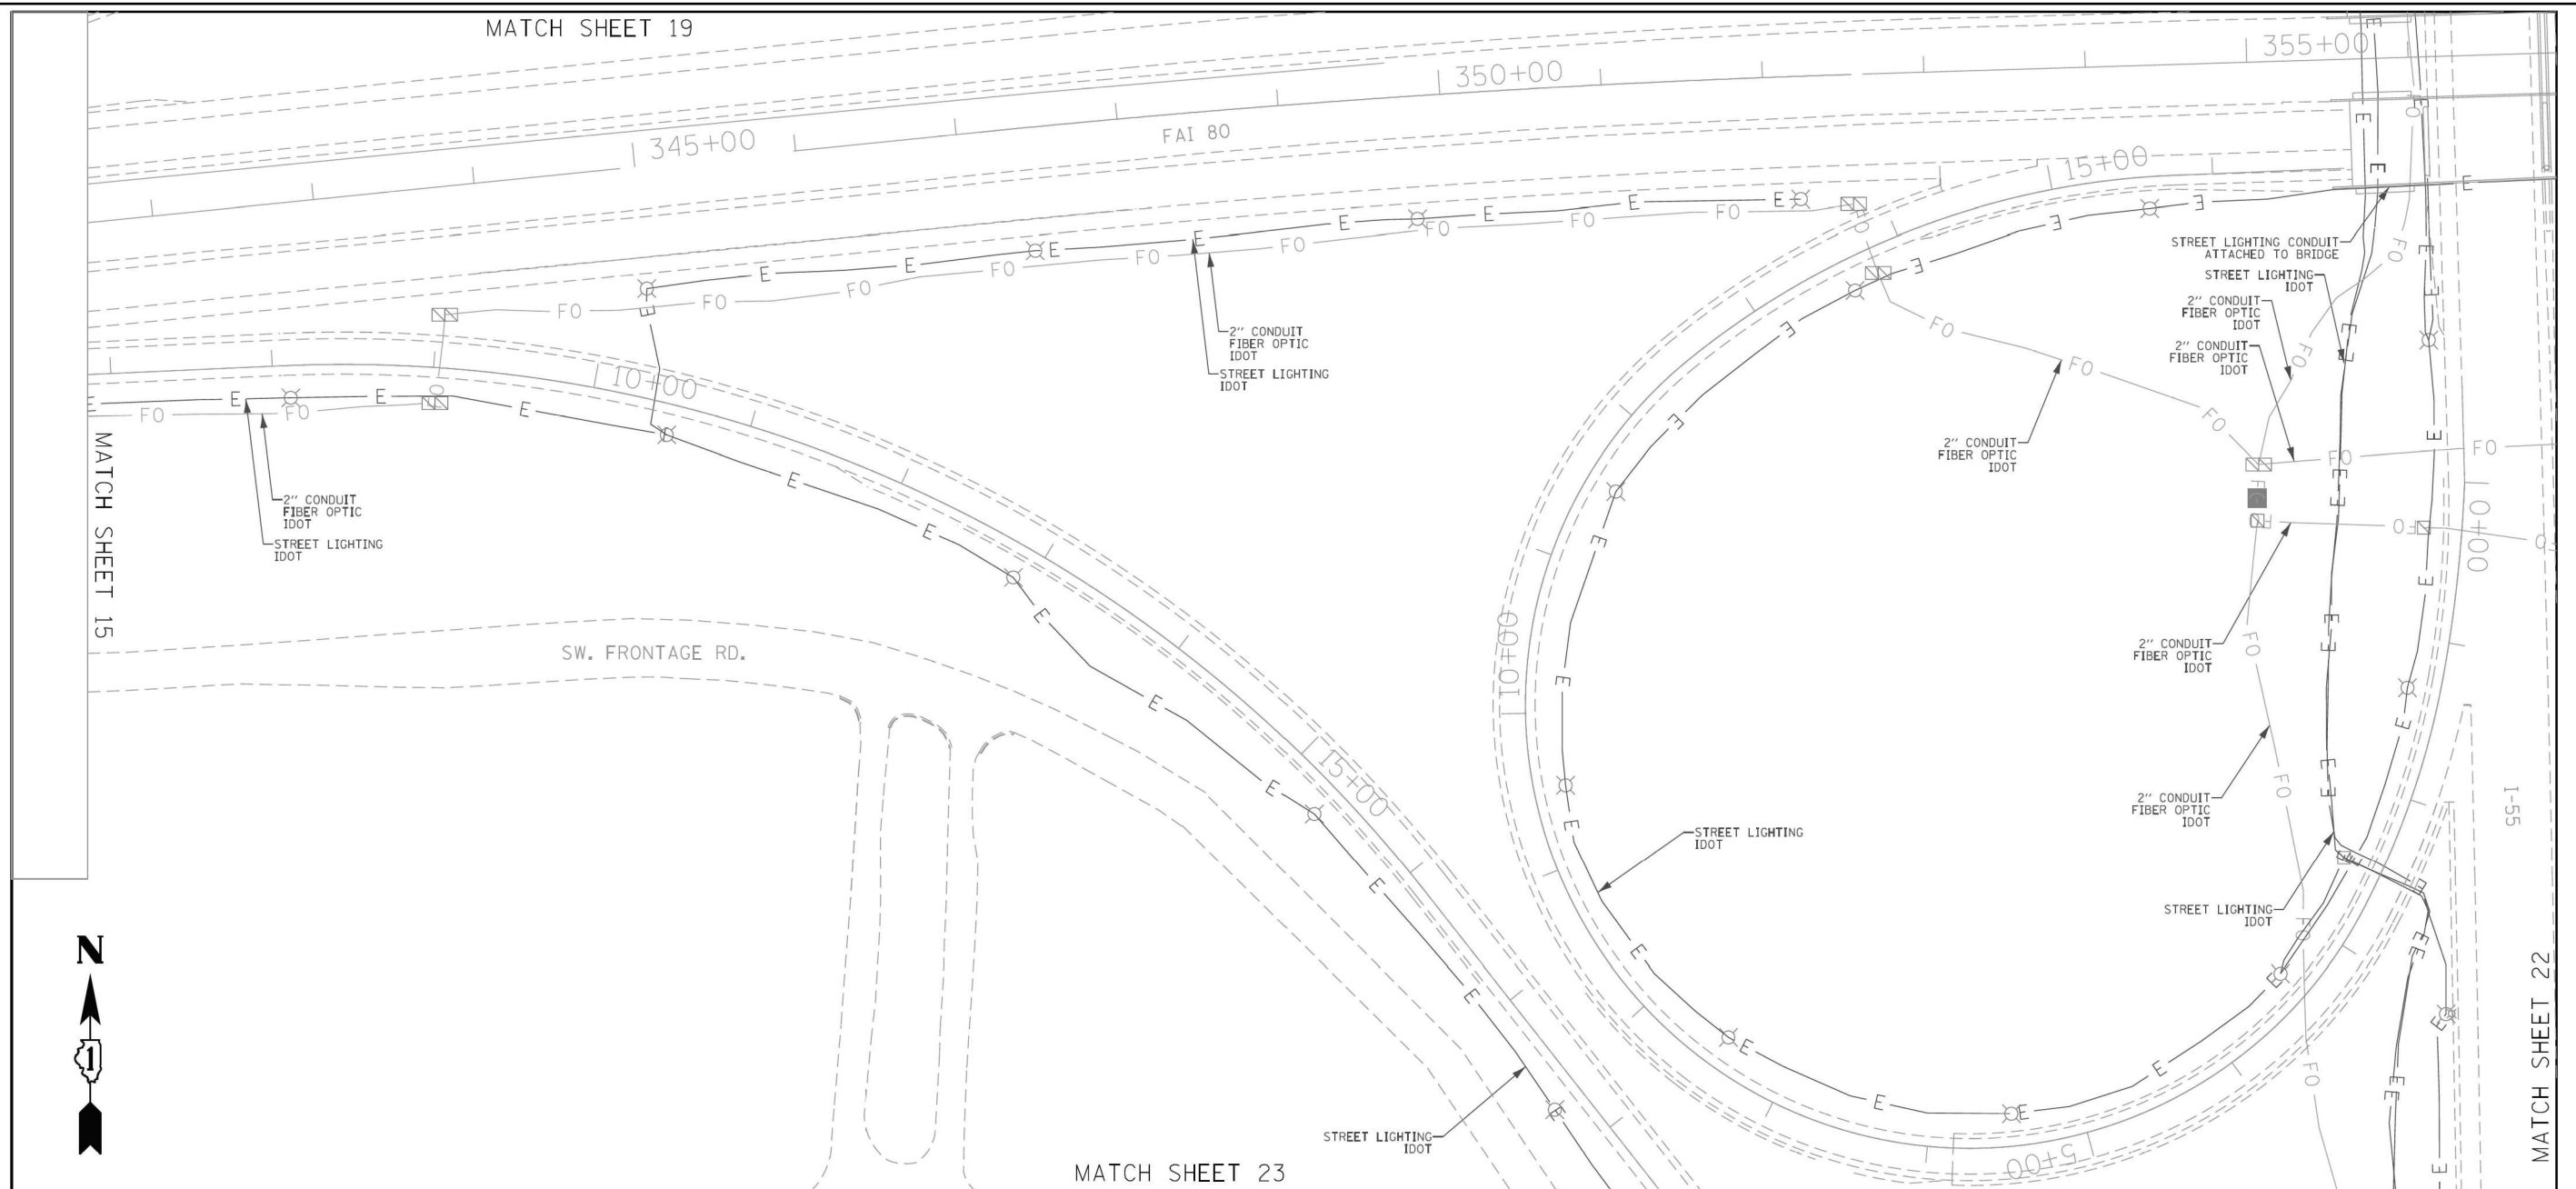 MATCH SHEET 19
355+00
350+00
345+00
FAI 80
15+00
STREET LIGHTING CONDUIT
ATTACHED TO BRIDGE
STREET LIGHTING
IDOT
2" CONDUIT
FIBER OPTIC
IDOT
2" CONDUIT
FIBER OPTIC
IDOT
2" CONDUIT
FIBER OPTIC
IDOT
STREET LIGHTING
IDOT
10+00
2" CONDUIT
FIBER OPTIC
IDOT
MATCH SHEET 15
2" CONDUIT
FIBER OPTIC
IDOT
STREET LIGHTING
IDOT
0+00
SW. FRONTAGE RD.
10+00
2" CONDUIT
FIBER OPTIC
IDOT
15+00
2" CONDUIT
FIBER OPTIC
IDOT
I-55
STREET LIGHTING
IDOT
STREET LIGHTING
IDOT
N
1
MATCH SHEET 22
STREET LIGHTING
IDOT
5+00
MATCH SHEET 23
E
FO